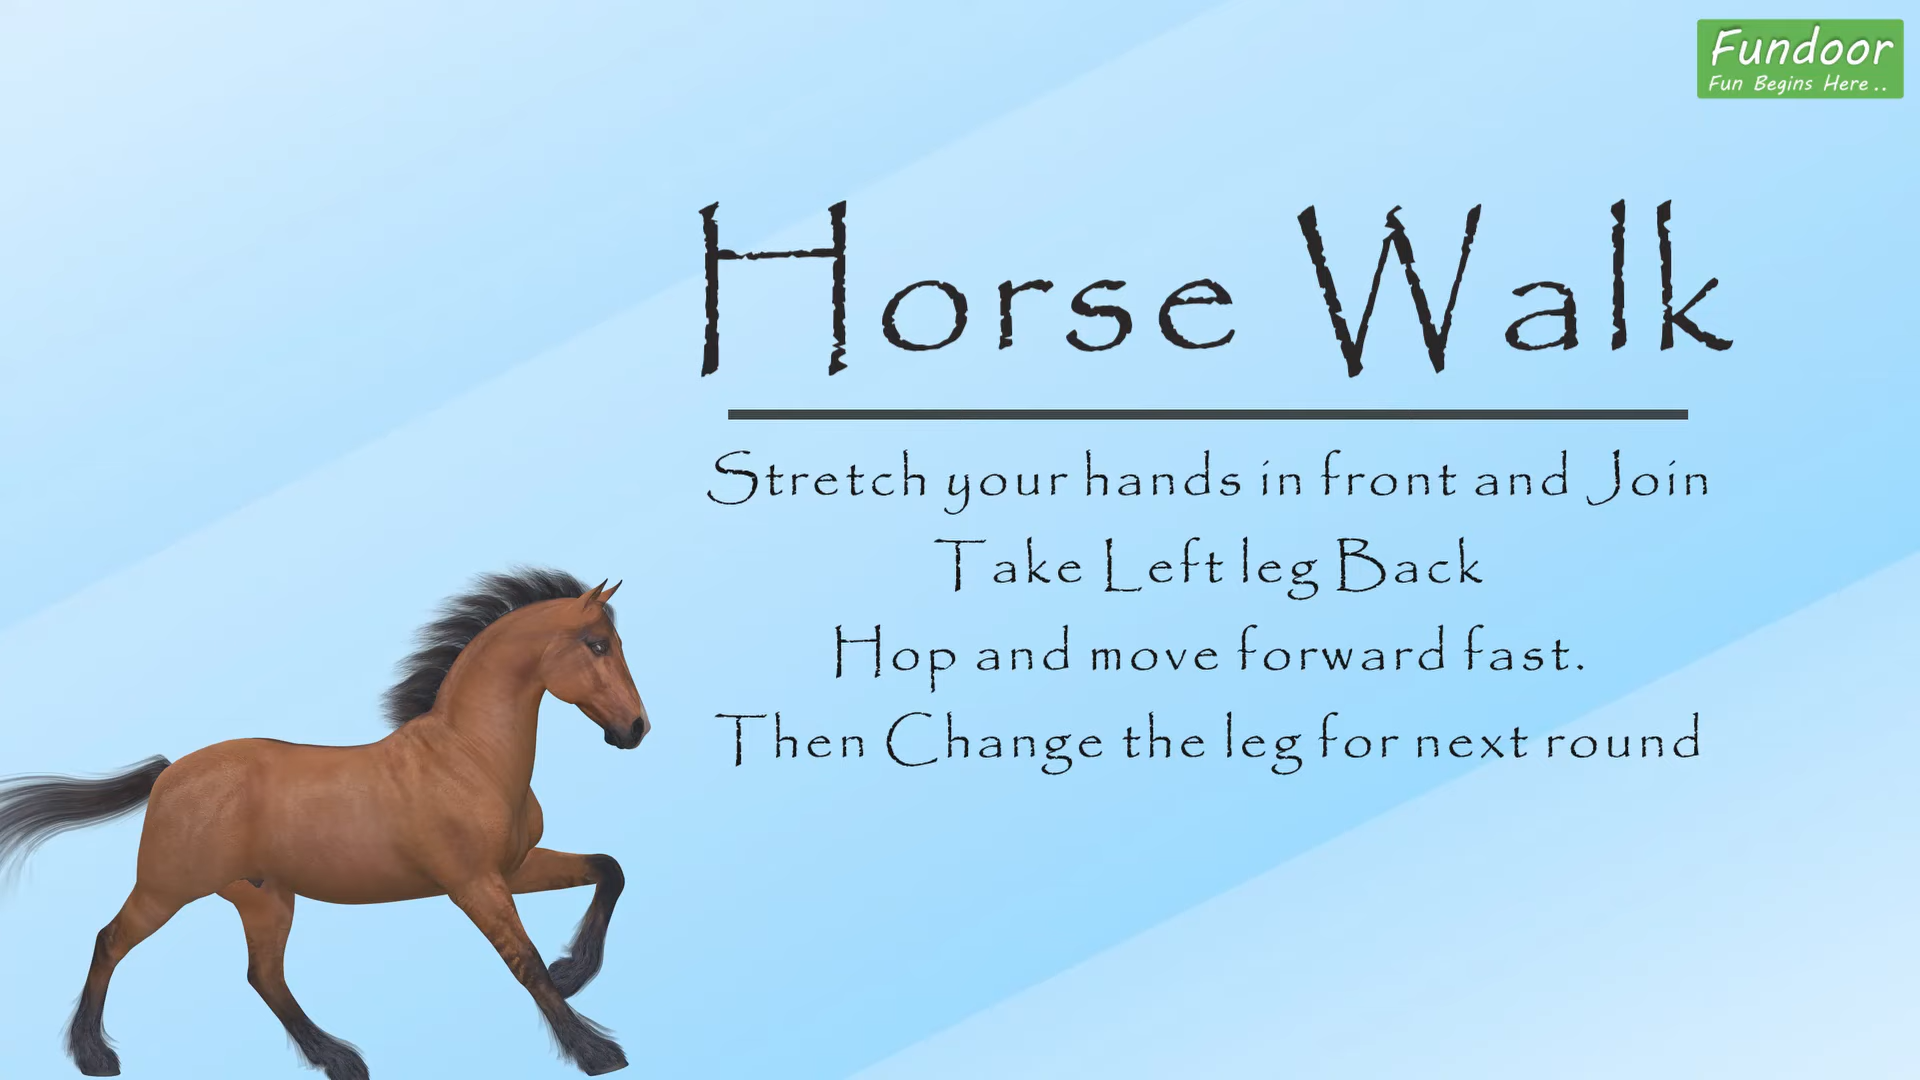 Fundoor
Fun Begins Here..
Horse Walk
Stretch your hands in front and Join
Take Left leg Back
Hop and move forward fast.
Then Change the leg for next round